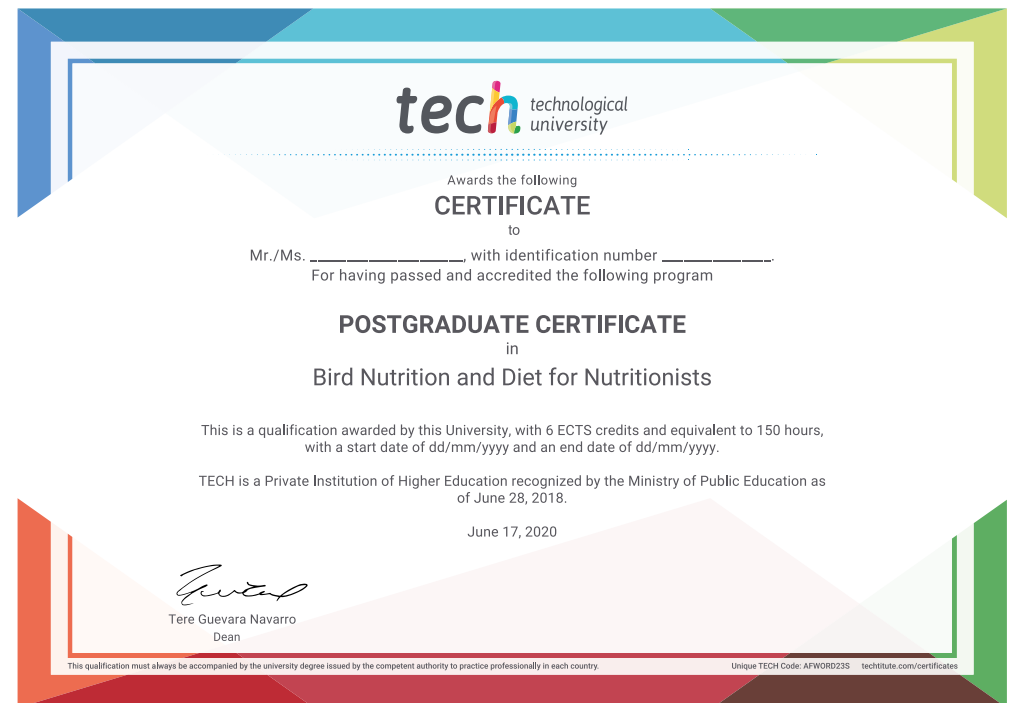 tech technological
university
Awards the following
CERTIFICATE
to
Mr./Ms. ________________, with identification number ____________.
For having passed and accredited the following program
POSTGRADUATE CERTIFICATE
in
Bird Nutrition and Diet for Nutritionists
This is a qualification awarded by this University, with 6 ECTS credits and equivalent to 150 hours,
with a start date of dd/mm/yyyy and an end date of dd/mm/yyyy.
TECH is a Private Institution of Higher Education recognized by the Ministry of Public Education as
of June 28, 2018.
June 17, 2020
Tere Guevara Navarro
Dean
This qualification must always be accompanied by the university degree issued by the competent authority to practice professionally in each country. Unique TECH Code: AFWORD23S techtitute.com/certificates